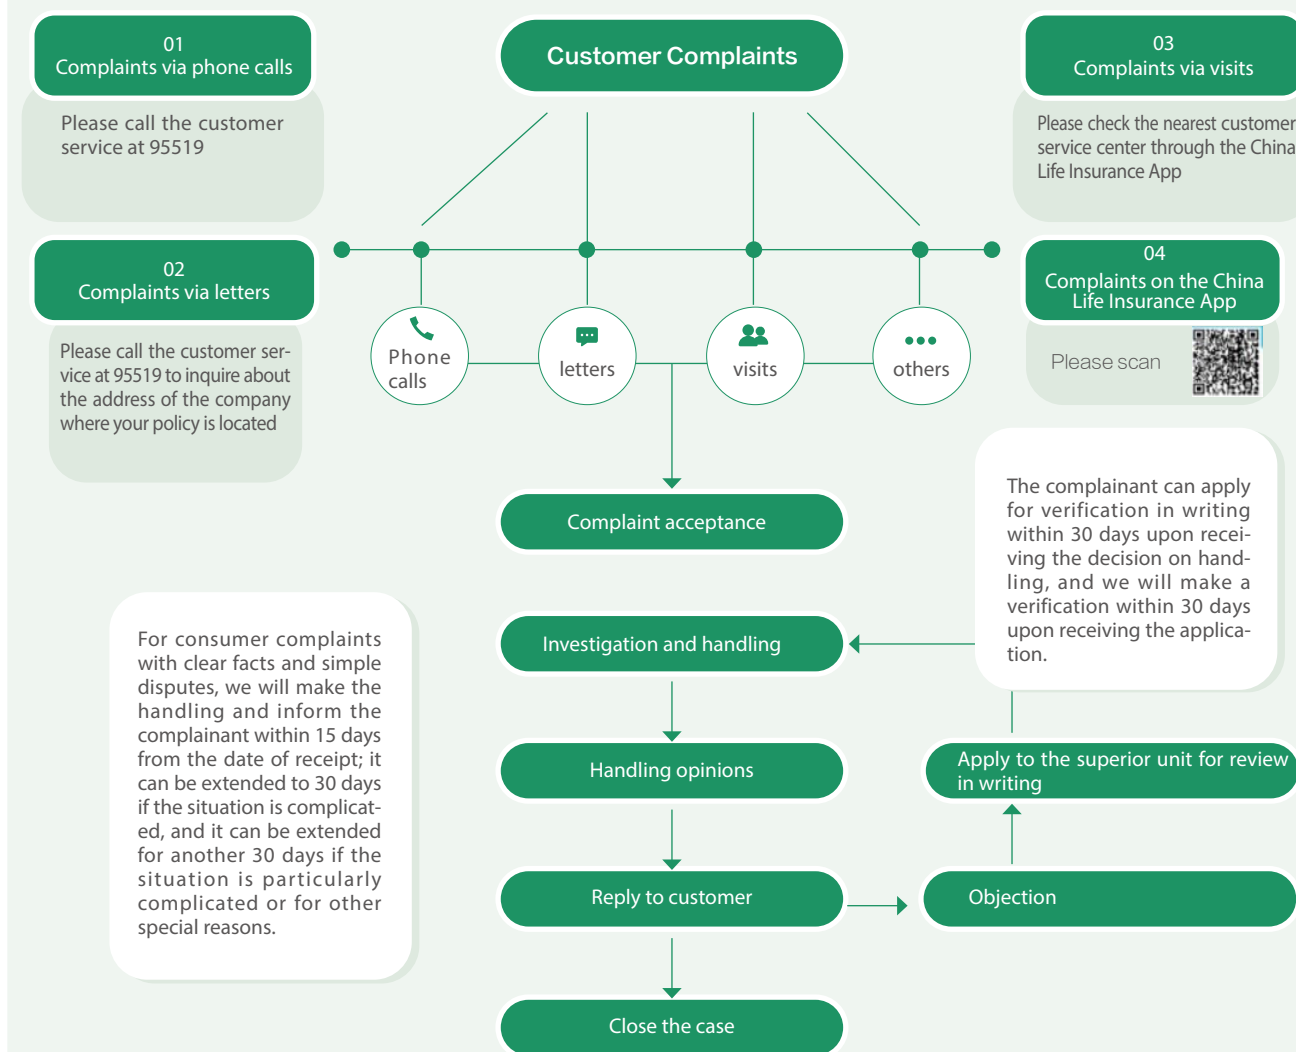 01
Complaints via phone calls
Please call the customer
service at 95519
02
Complaints via letters
Please call the customer ser-
vice at 95519 to inquire about
the address of the company
where your policy is located
Customer Complaints
Phone
calls
letters
visits
others
03
Complaints via visits
Please check the nearest customer
service center through the China
Life Insurance App
04
Complaints on the China
Life Insurance App
Please scan
Complaint acceptance
Investigation and handling
Handling opinions
Reply to customer
Close the case
The complainant can apply
for verification in writing
within 30 days upon recei-
ving the decision on hand-
ling, and we will make a
verification within 30 days
upon receiving the applica-
tion.
Apply to the superior unit for review
in writing
Objection
For consumer complaints
with clear facts and simple
disputes, we will make the
handling and inform the
complainant within 15 days
from the date of receipt; it
can be extended to 30 days
if the situation is complicat-
ed, and it can be extended
for another 30 days if the
situation is particularly
complicated or for other
special reasons.